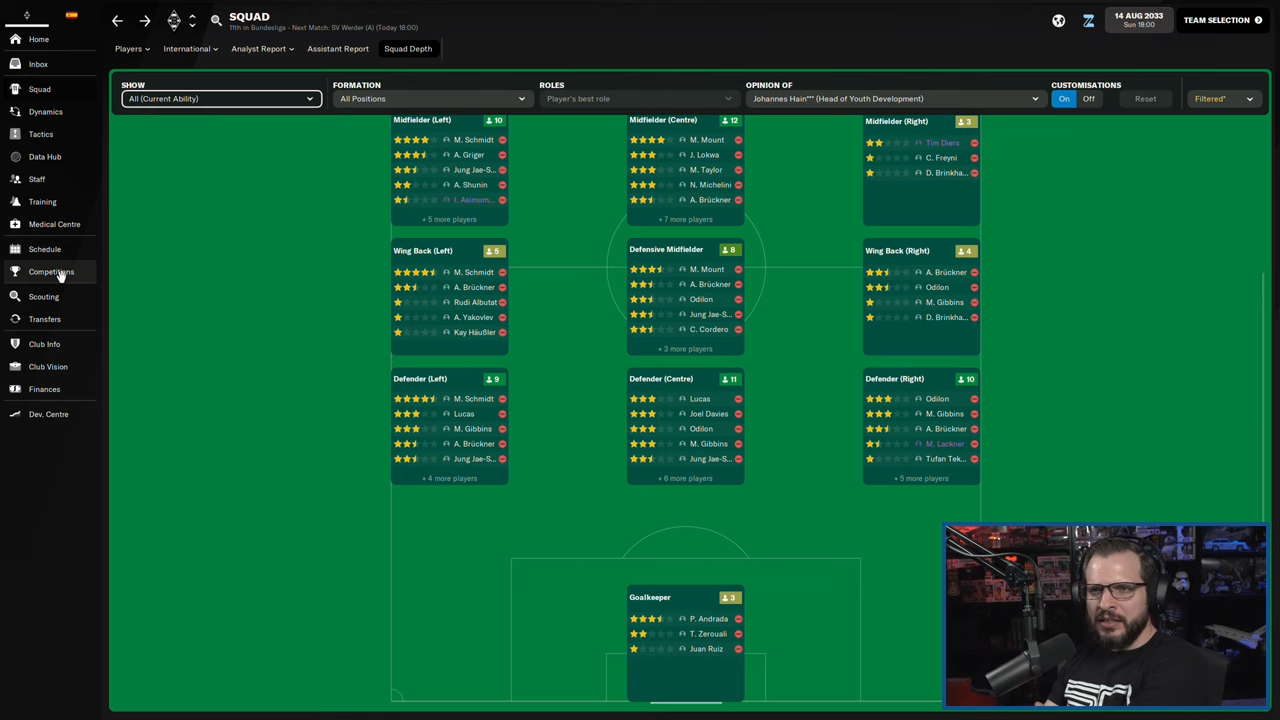 SQUAD
11th in Bundesliga - Next Match: SV Werder (A) (Today 18:00)
14 AUG 2033
Sun 18:00
TEAM SELECTION
Home
Inbox
Squad
Dynamics
Tactics
Data Hub
Staff
Training
Medical Centre
Schedule
Competitions
Scouting
Transfers
Club Info
Club Vision
Finances
Dev. Centre
Players
International
Analyst Report
Assistant Report
Squad Depth
SHOW
All (Current Ability)
FORMATION
All Positions
ROLES
Player's best role
OPINION OF
Johannes Hain*** (Head of Youth Development)
CUSTOMISATIONS
On
Off
Reset
Filtered*
Midfielder (Left) 10
M. Schmidt
A. Griger
Jung Jae-S...
A. Shunin
I. Asimom...
+ 5 more players
Midfielder (Centre) 12
M. Mount
J. Lokwa
M. Taylor
N. Michelini
A. Brückner
+ 7 more players
Midfielder (Right) 3
Tim Diers
C. Freyni
D. Brinkha...
Wing Back (Left) 5
M. Schmidt
A. Brückner
Rudi Albutat
A. Yakovlev
Kay Häußler
Defensive Midfielder 8
M. Mount
A. Brückner
Odilon
Jung Jae-S...
C. Cordero
+ 3 more players
Wing Back (Right) 4
A. Brückner
Odilon
M. Gibbins
D. Brinkha...
Defender (Left) 9
M. Schmidt
Lucas
M. Gibbins
A. Brückner
Jung Jae-S...
+ 4 more players
Defender (Centre) 11
Lucas
Joel Davies
Odilon
M. Gibbins
Jung Jae-S...
+ 6 more players
Defender (Right) 10
Odilon
M. Gibbins
A. Brückner
M. Lackner
Tufan Tek...
+ 5 more players
Goalkeeper 3
P. Andrada
T. Zerouali
Juan Ruiz